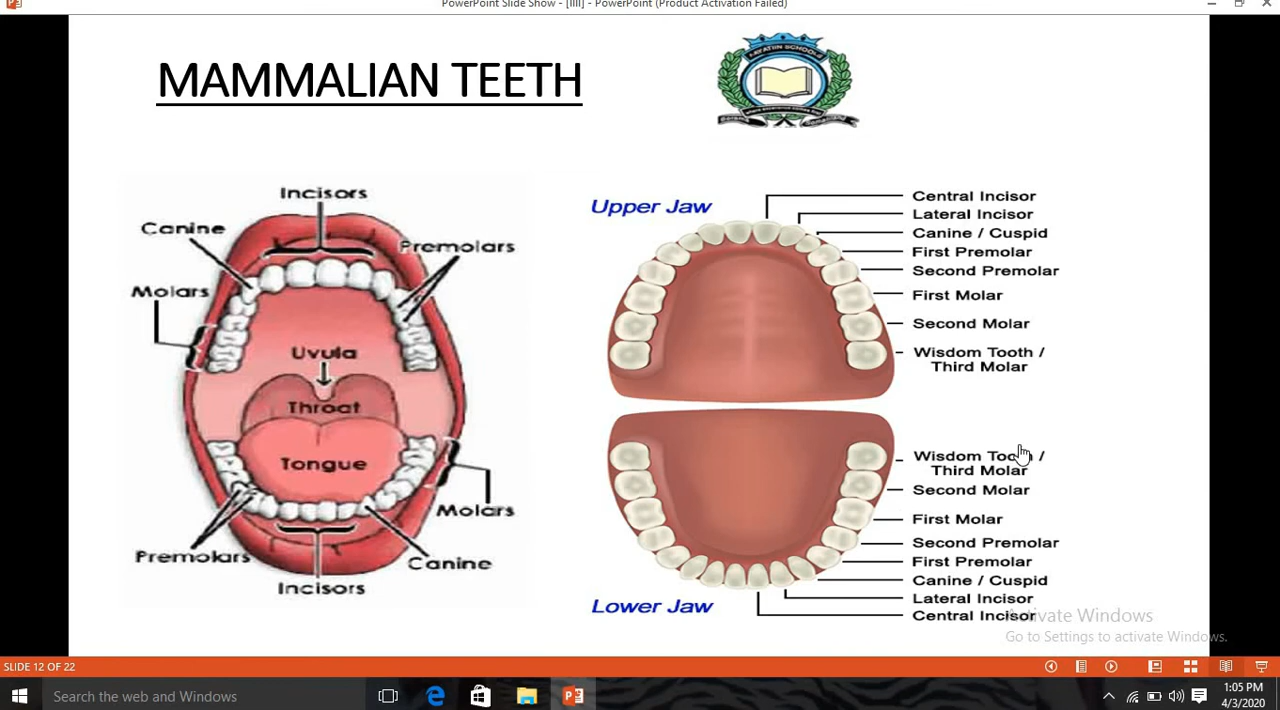 PowerPoint Slide Show - [IIII] - PowerPoint (Product Activation Failed)
MAMMALIAN TEETH
Incisors
Canine
Premolars
Molars
Uvula
Throat
Tongue
Molars
Premolars
Canine
Incisors
Upper Jaw
Central Incisor
Lateral Incisor
Canine / Cuspid
First Premolar
Second Premolar
First Molar
Second Molar
Wisdom Tooth /
Third Molar
Wisdom Tooth /
Third Molar
Second Molar
First Molar
Second Premolar
First Premolar
Canine / Cuspid
Lateral Incisor
Central Incisor
Lower Jaw
Activate Windows
Go to Settings to activate Windows.
SLIDE 12 OF 22
Search the web and Windows
1:05 PM
4/3/2020